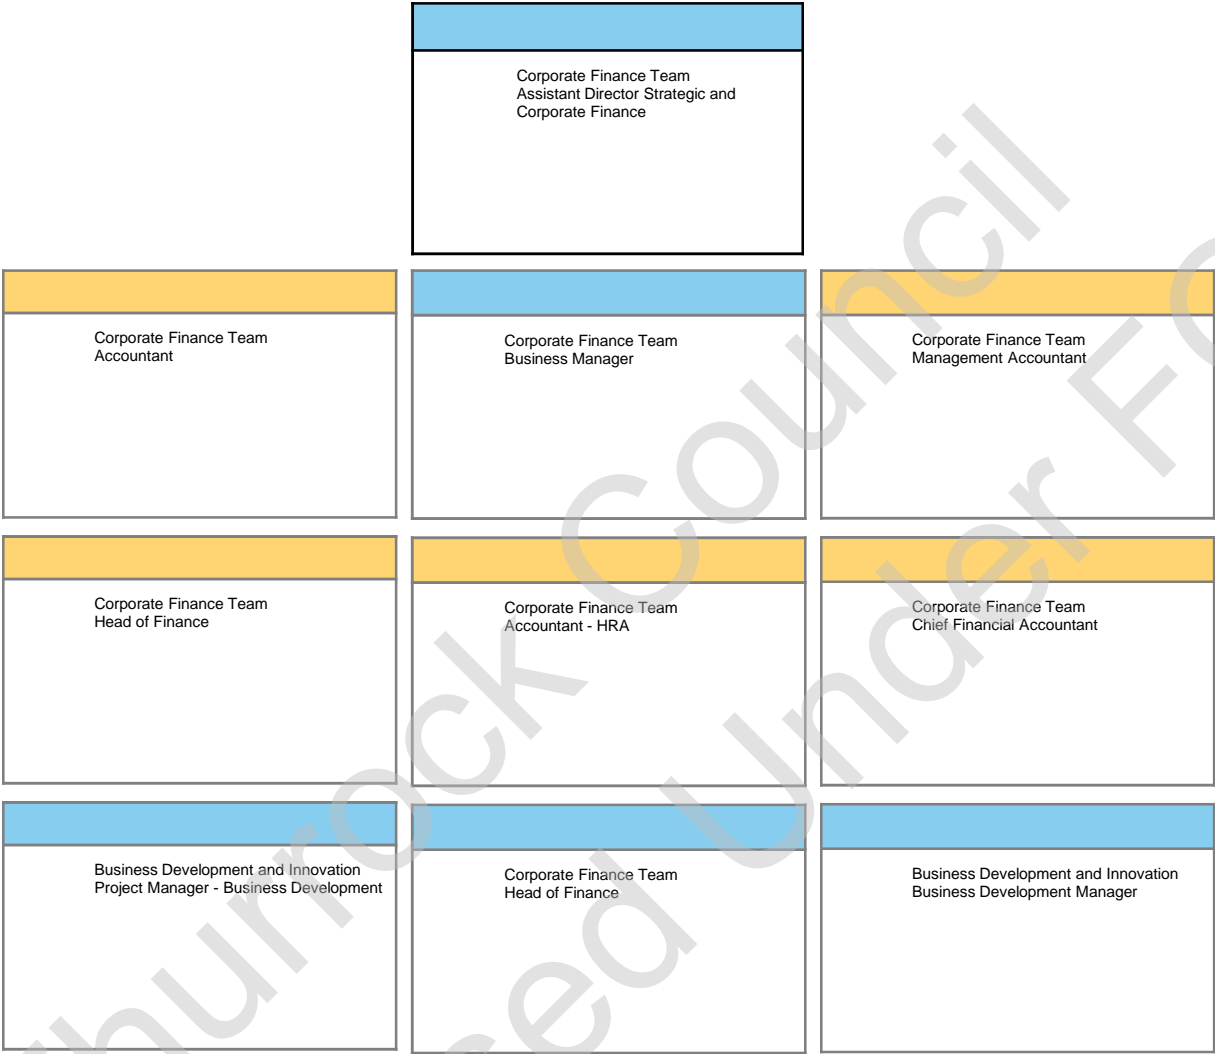 Corporate Finance Team
Assistant Director Strategic and
Corporate Finance
Corporate Finance Team
Accountant
Corporate Finance Team
Business Manager
Corporate Finance Team
Management Accountant
Corporate Finance Team
Head of Finance
Corporate Finance Team
Accountant - HRA
Corporate Finance Team
Chief Financial Accountant
Business Development and Innovation
Project Manager - Business Development
Corporate Finance Team
Head of Finance
Business Development and Innovation
Business Development Manager
Thurrock Council
sed Under FO